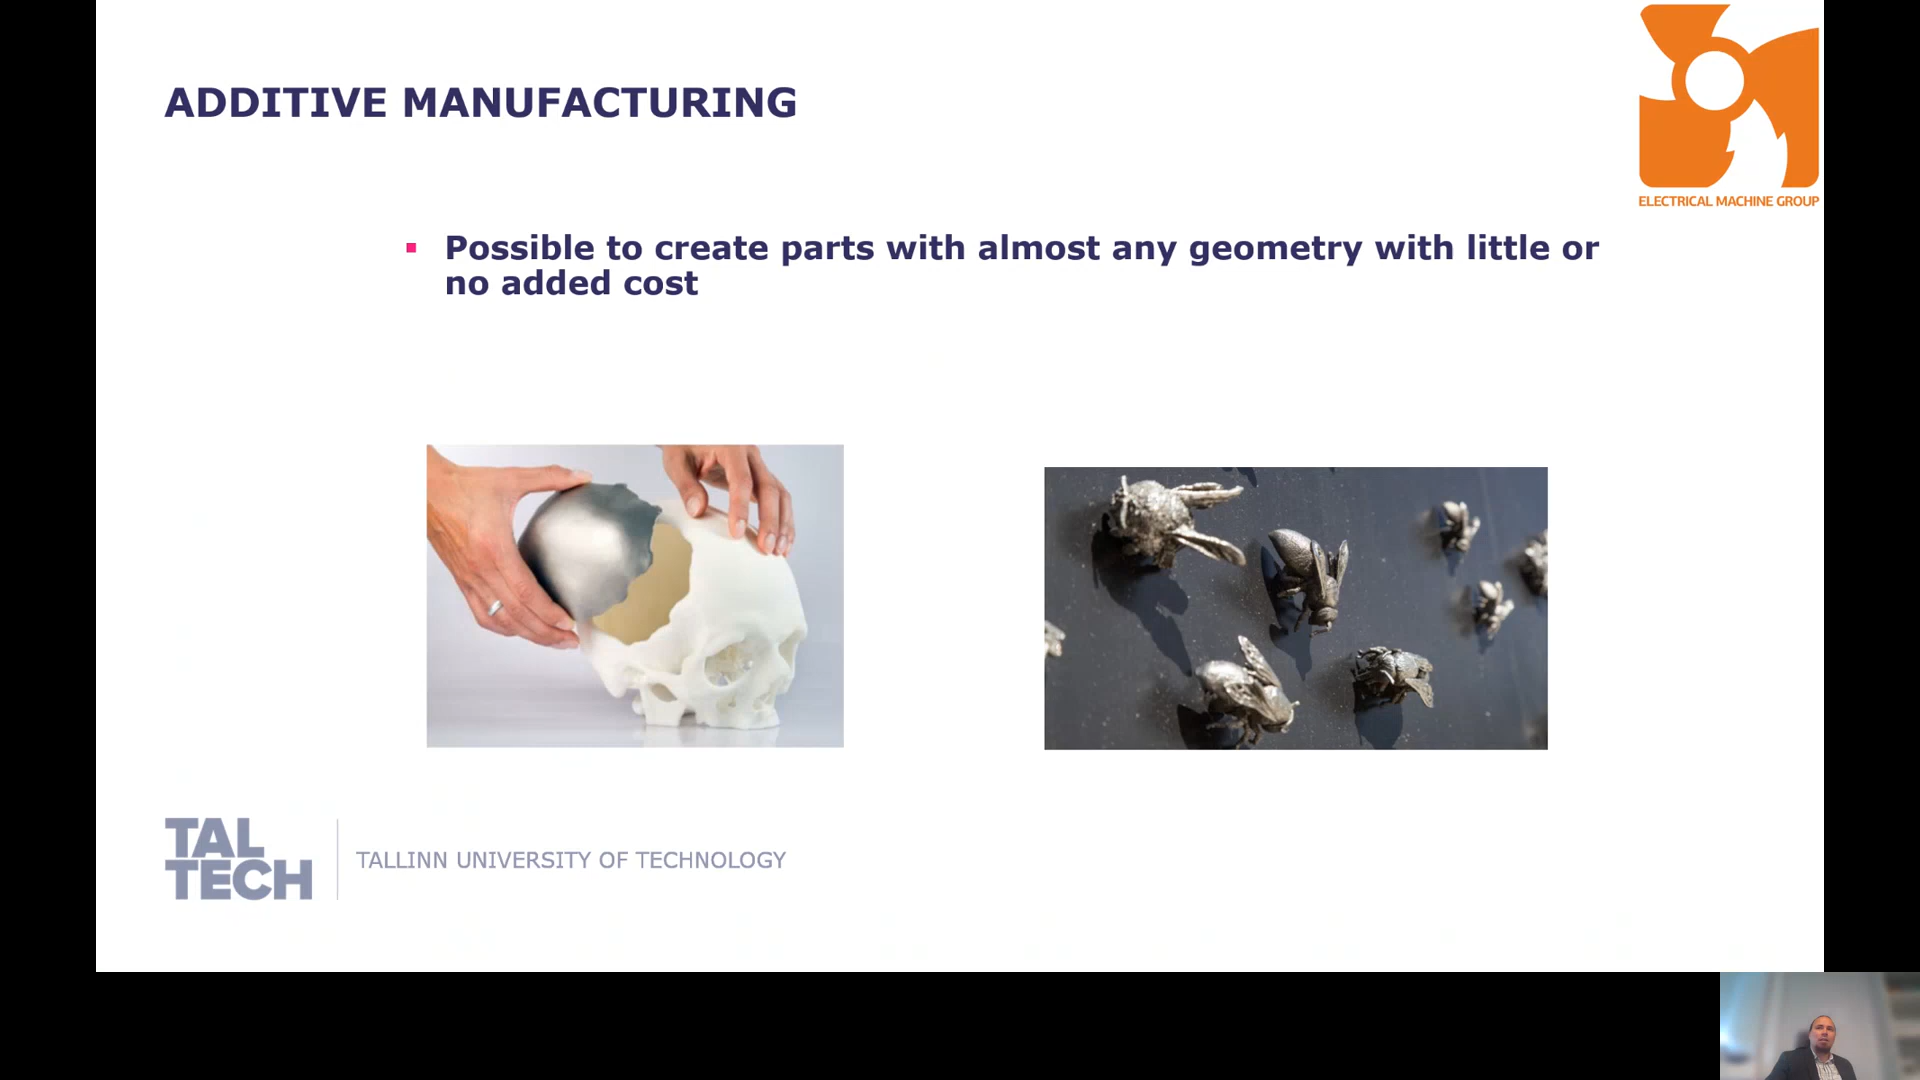 ADDITIVE MANUFACTURING
ELECTRICAL MACHINE GROUP
Possible to create parts with almost any geometry with little or
no added cost
TAL
TECH
TALLINN UNIVERSITY OF TECHNOLOGY